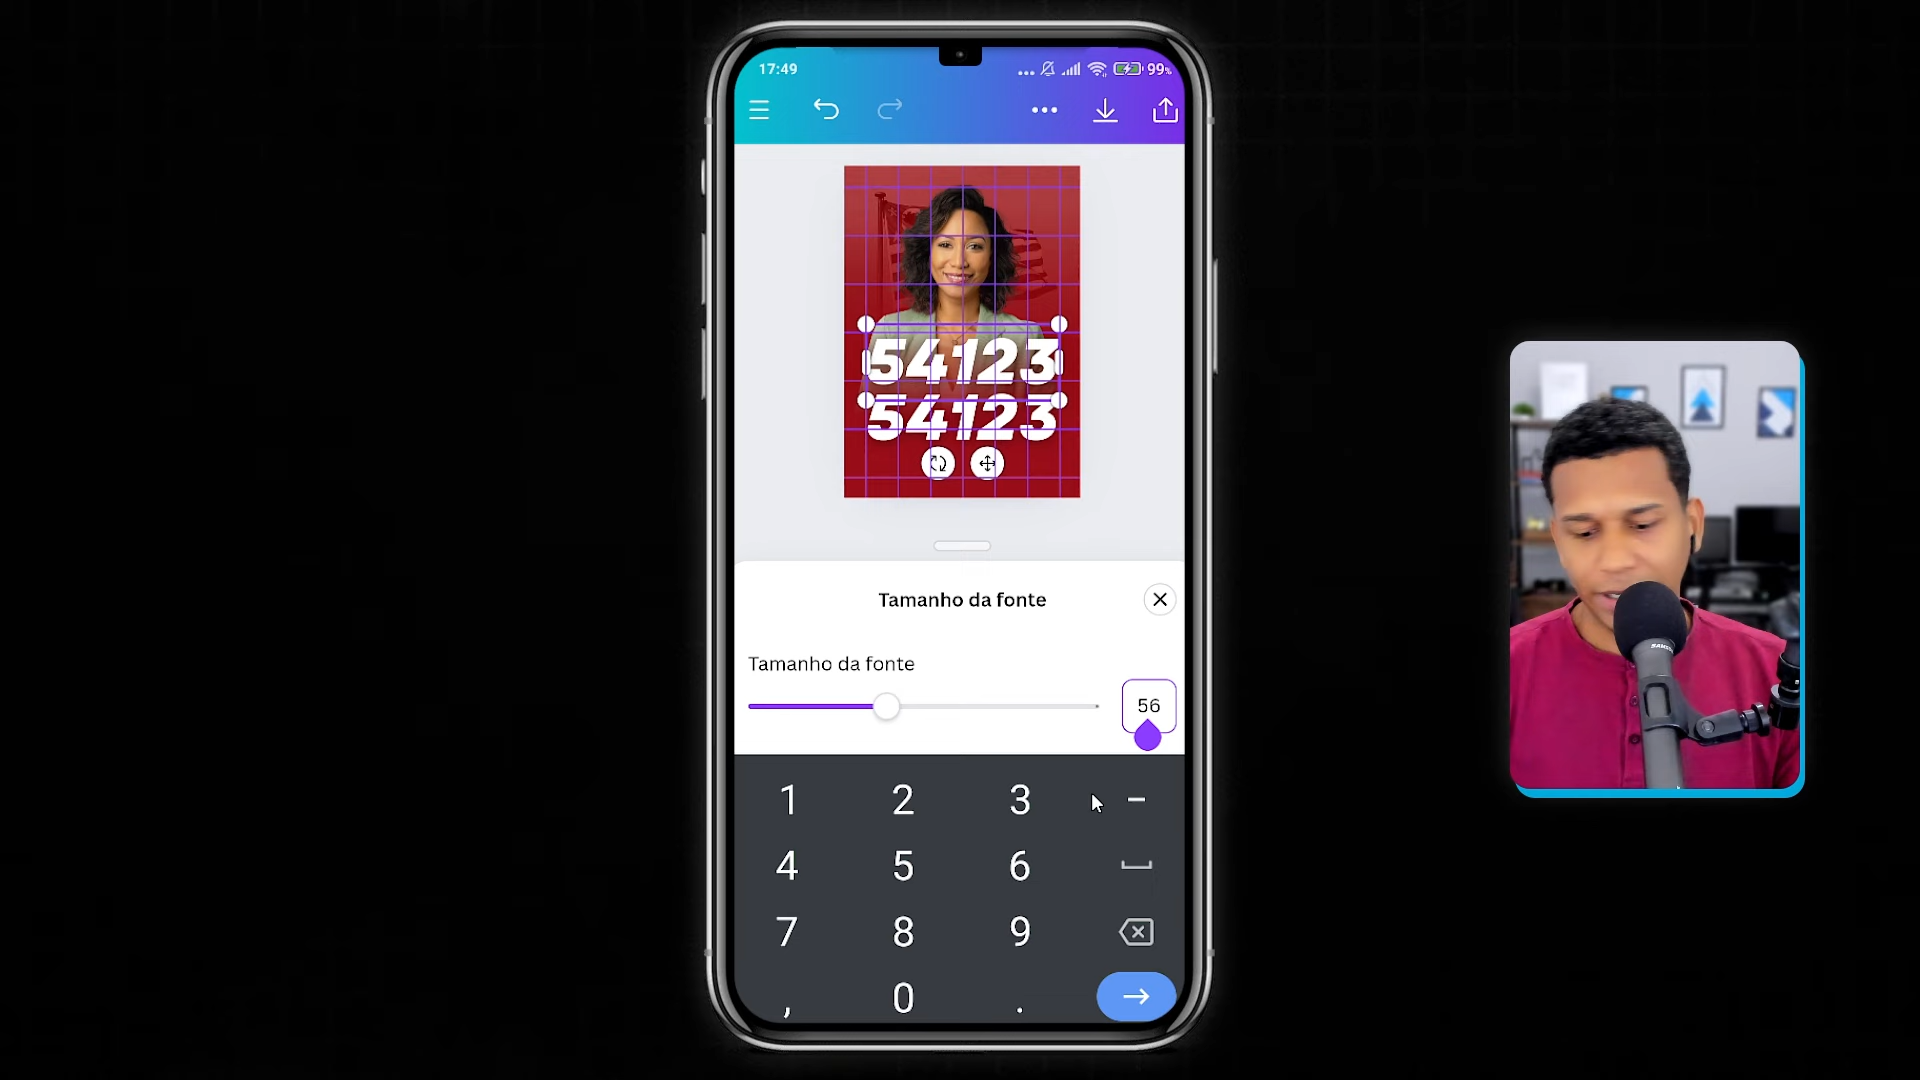 17:49
99%
54123
54123
Tamanho da fonte
Tamanho da fonte
56
1 2 3 -
4 5 6
7 8 9
, 0 .
SAMSON